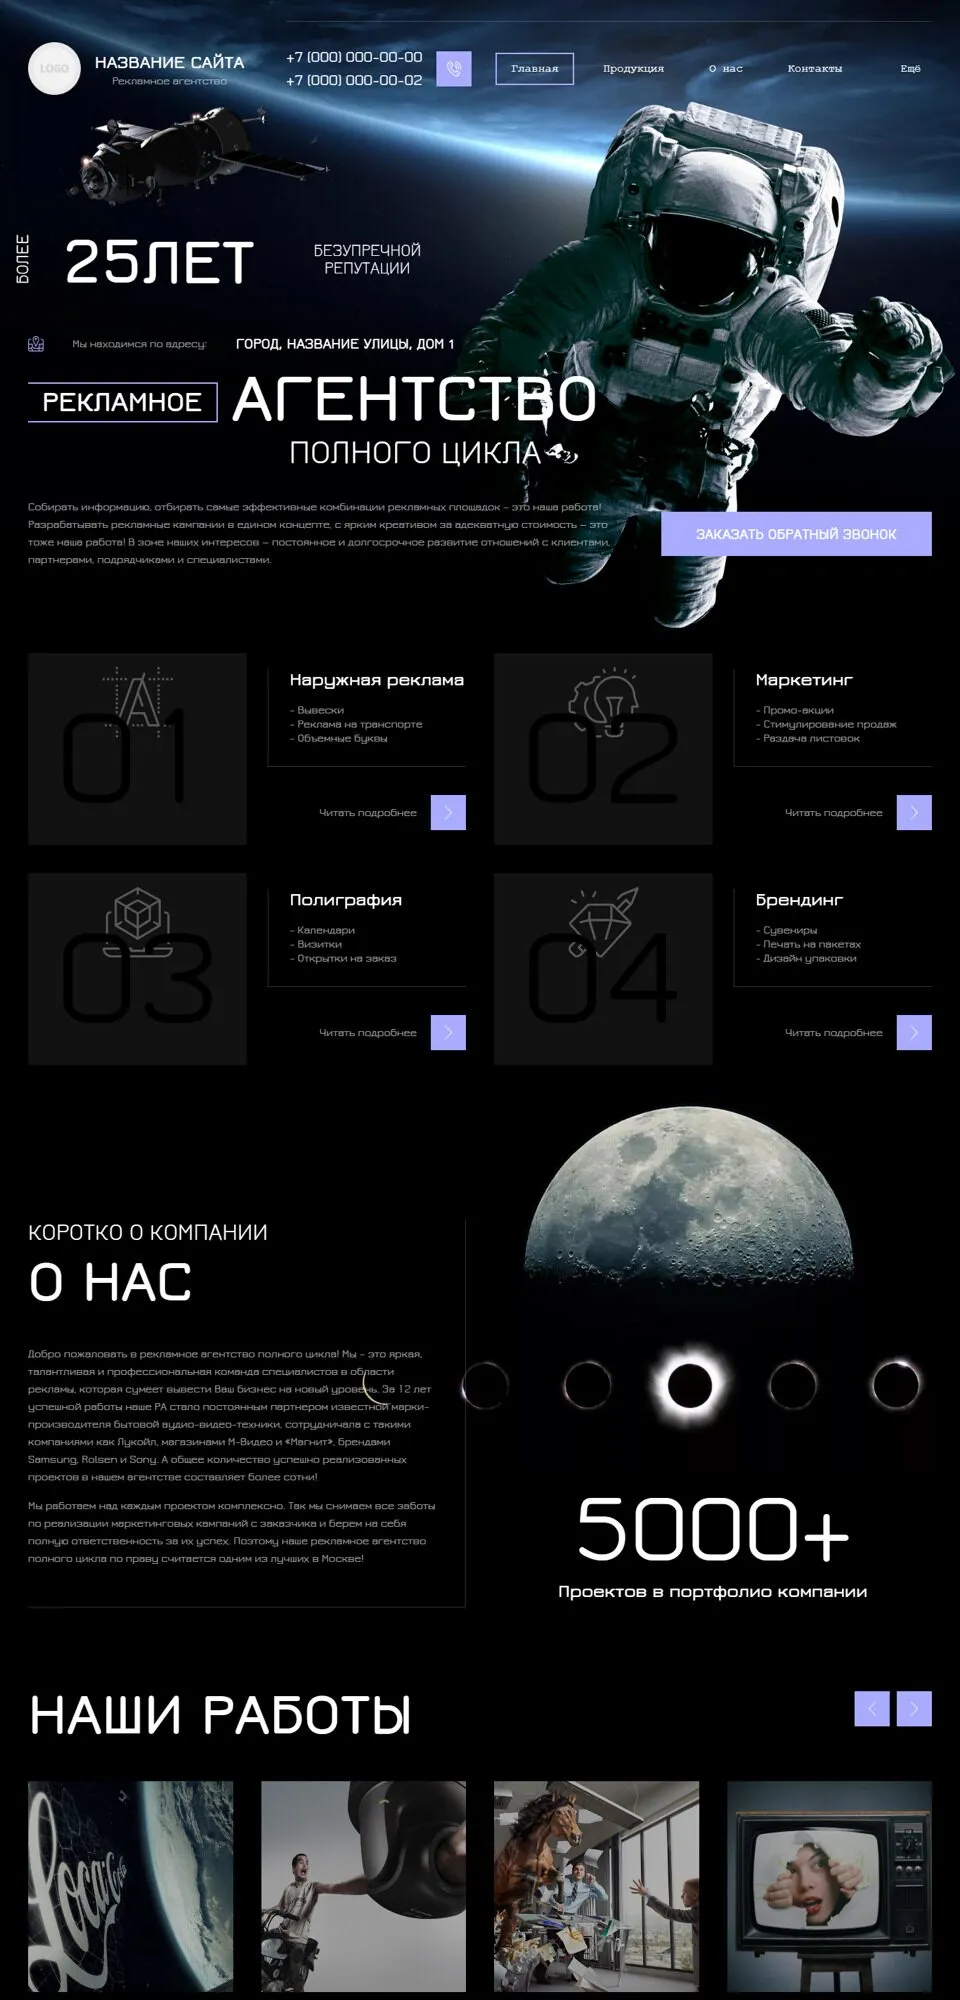 LOGO
НАЗВАНИЕ САЙТА
Рекламное агентство
+7 (000) 000-00-00
+7 (000) 000-00-02
Главная
Продукция
О нас
Контакты
Ещё
БОЛЕЕ
25ЛЕТ
БЕЗУПРЕЧНОЙ
РЕПУТАЦИИ
Мы находимся по адресу:
ГОРОД, НАЗВАНИЕ УЛИЦЫ, ДОМ 1
РЕКЛАМНОЕ
АГЕНТСТВО
ПОЛНОГО ЦИКЛА
Собирать информацию, отбирать самые эффективные комбинации рекламных площадок – это наша работа!
Разрабатывать рекламные кампании в едином концепте, с ярким креативом за адекватную стоимость – это
тоже наша работа! В зоне наших интересов – постоянное и долгосрочное развитие отношений с клиентами,
партнерами, подрядчиками и специалистами.
ЗАКАЗАТЬ ОБРАТНЫЙ ЗВОНОК
01
Наружная реклама
- Вывески
- Реклама на транспорте
- Объемные буквы
Читать подробнее
02
Маркетинг
- Промо-акции
- Стимулирование продаж
- Раздача листовок
Читать подробнее
03
Полиграфия
- Календари
- Визитки
- Открытки на заказ
Читать подробнее
04
Брендинг
- Сувениры
- Печать на пакетах
- Дизайн упаковки
Читать подробнее
КОРОТКО О КОМПАНИИ
О НАС
Добро пожаловать в рекламное агентство полного цикла! Мы – это яркая,
талантливая и профессиональная команда специалистов в области
рекламы, которая сумеет вывести Ваш бизнес на новый уровень. За 12 лет
успешной работы наше РА стало постоянным партнером известной марки-
производителя бытовой аудио-видео-техники, сотрудничала с такими
компаниями как Лукойл, магазинами М-Видео и «Магнит», брендами
Samsung, Rolsen и Sony. А общее количество успешно реализованных
проектов в нашем агентстве составляет более сотни!
Мы работаем над каждым проектом комплексно. Так мы снимаем все заботы
по реализации маркетинговых кампаний с заказчика и берем на себя
полную ответственность за их успех. Поэтому наше рекламное агентство
полного цикла по праву считается одним из лучших в Москве!
5000+
Проектов в портфолио компании
НАШИ РАБОТЫ